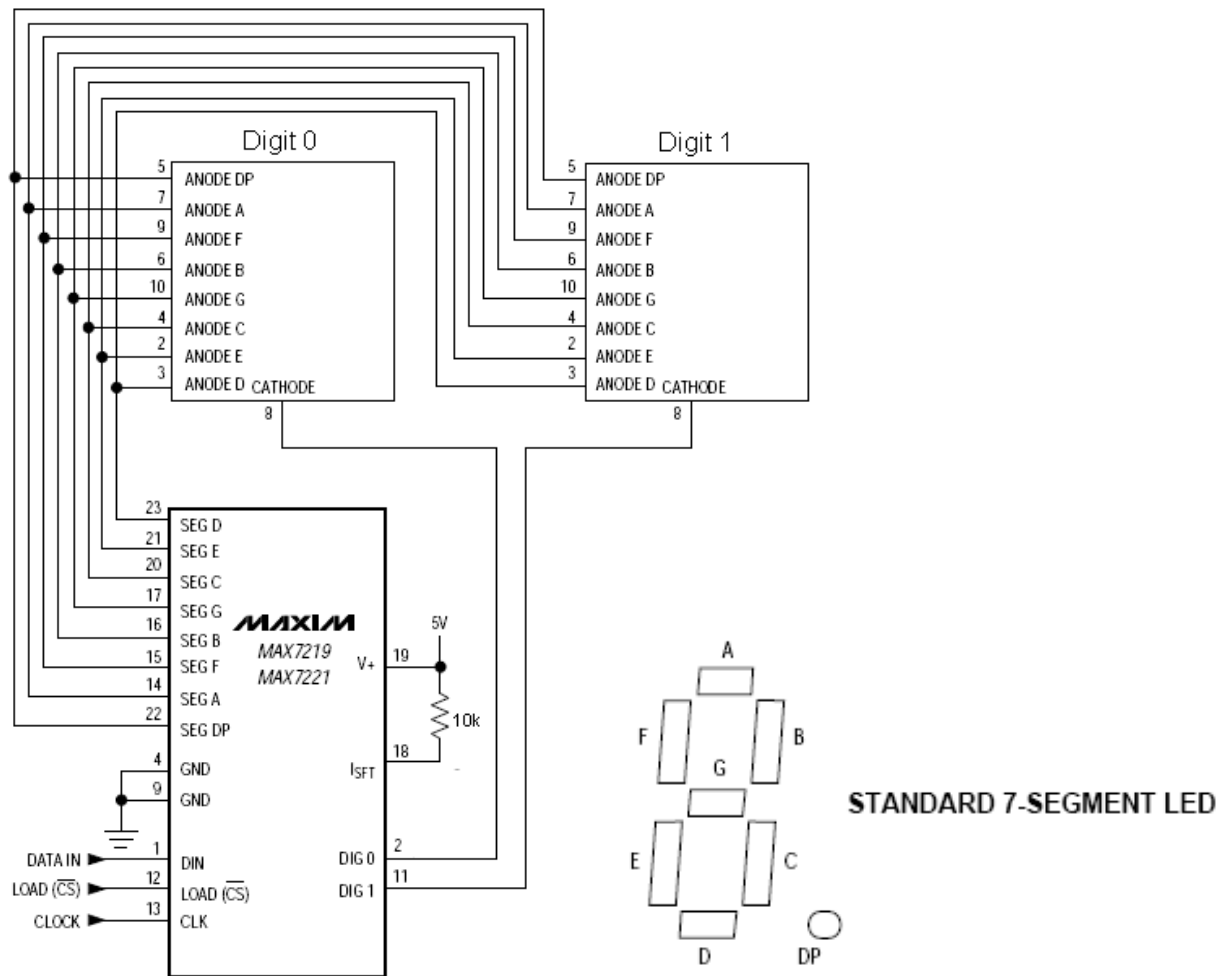 Digit 0
5
ANODE DP
7
ANODE A
9
ANODE F
6
ANODE B
10
ANODE G
4
ANODE C
2
ANODE E
3
ANODE D CATHODE
8
Digit 1
5
ANODE DP
7
ANODE A
9
ANODE F
6
ANODE B
10
ANODE G
4
ANODE C
2
ANODE E
3
ANODE D CATHODE
8
23
SEG D
21
SEG E
20
SEG C
17
SEG G
16
SEG B
15
SEG F
14
SEG A
22
SEG DP
4
GND
9
GND
DATA IN
1
DIN
LOAD (CS)
12
LOAD (CS)
CLOCK
13
CLK
MAXIM
MAX7219
MAX7221
5V
V+
19
10k
18
ISFT
DIG 0
2
DIG 1
11
A
F
B
G
E
C
D
DP
STANDARD 7-SEGMENT LED